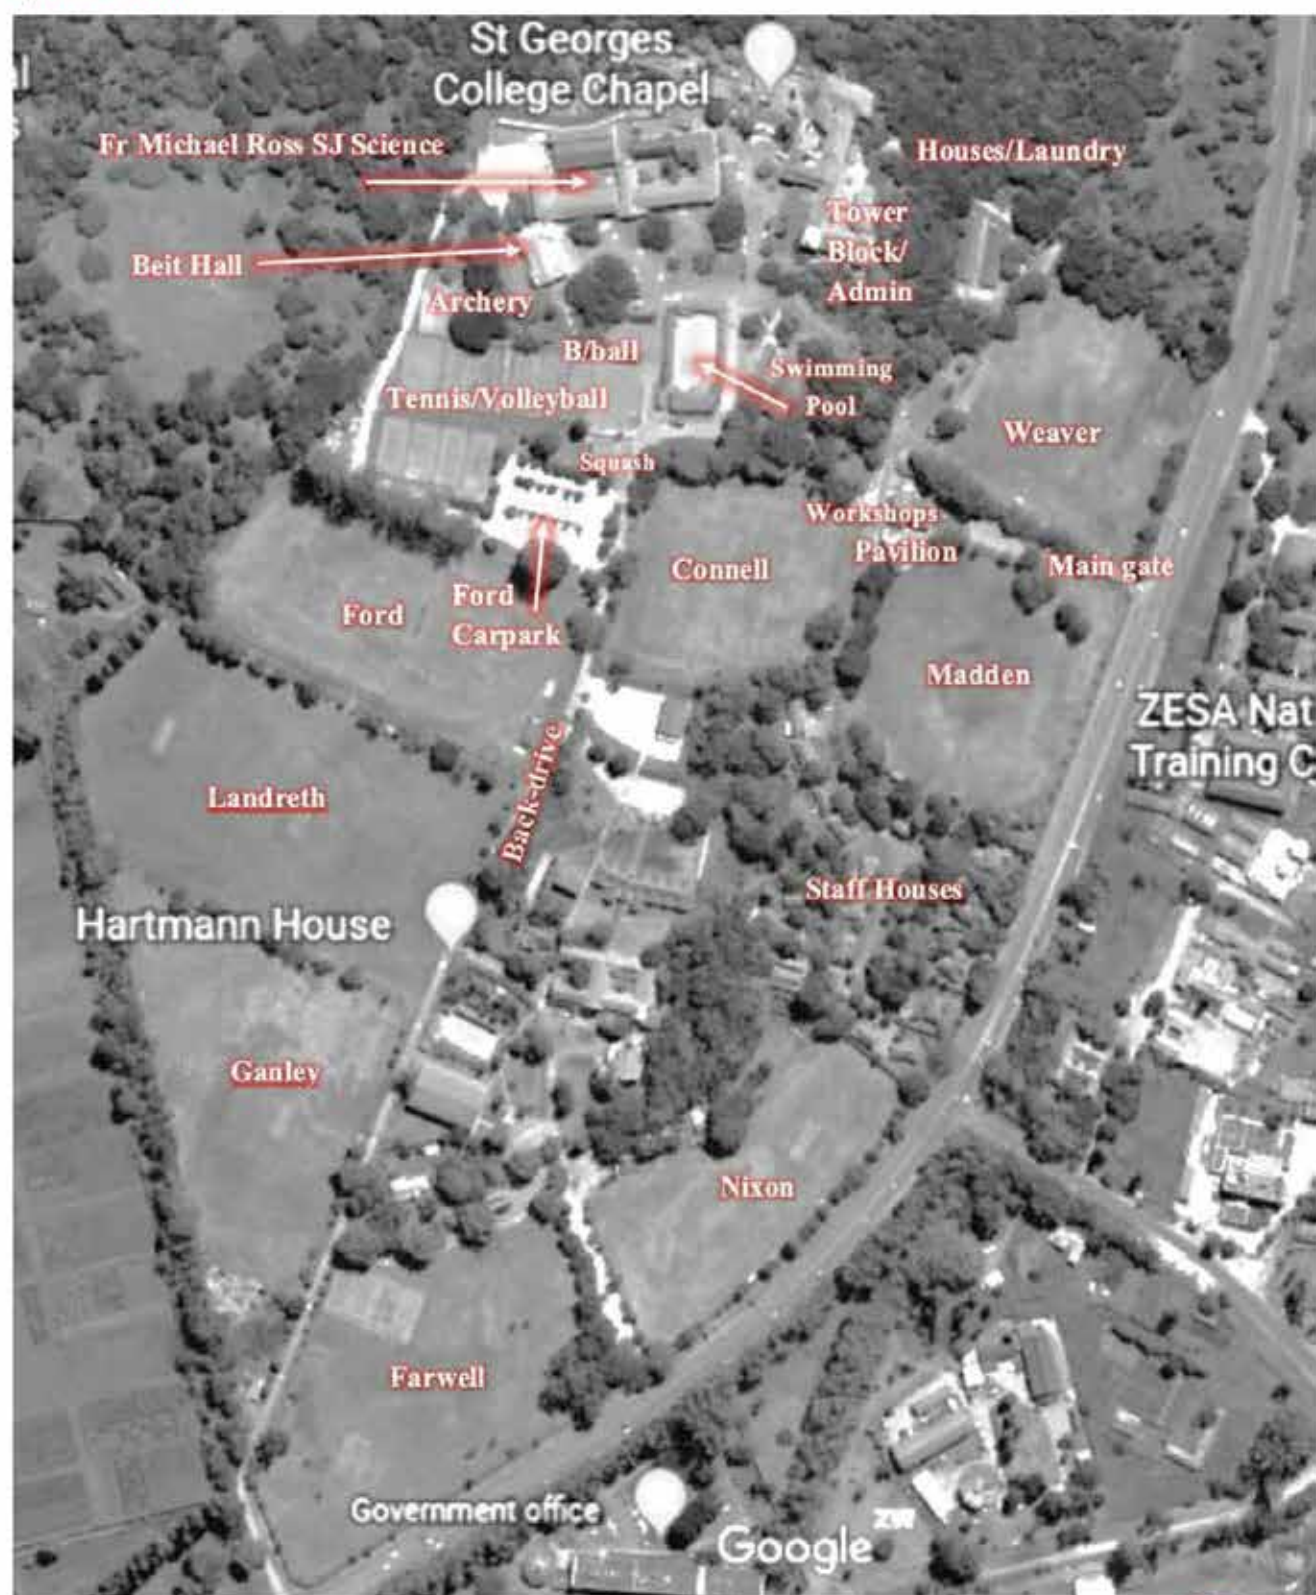 St Georges
College Chapel
al
s
Fr Michael Ross SJ Science
Houses/Laundry
Tower
Block/
Admin
Beit Hall
Archery
B/ball
Swimming
Pool
Tennis/Volleyball
Weaver
Squash
Workshops
Pavilion
Connell
Main gate
Ford
Ford
Carpark
Madden
ZESA Nat
Training C
Back-drive
Landreth
Staff Houses
Hartmann House
Ganley
Nixon
Farwell
Government office
Google
ZW